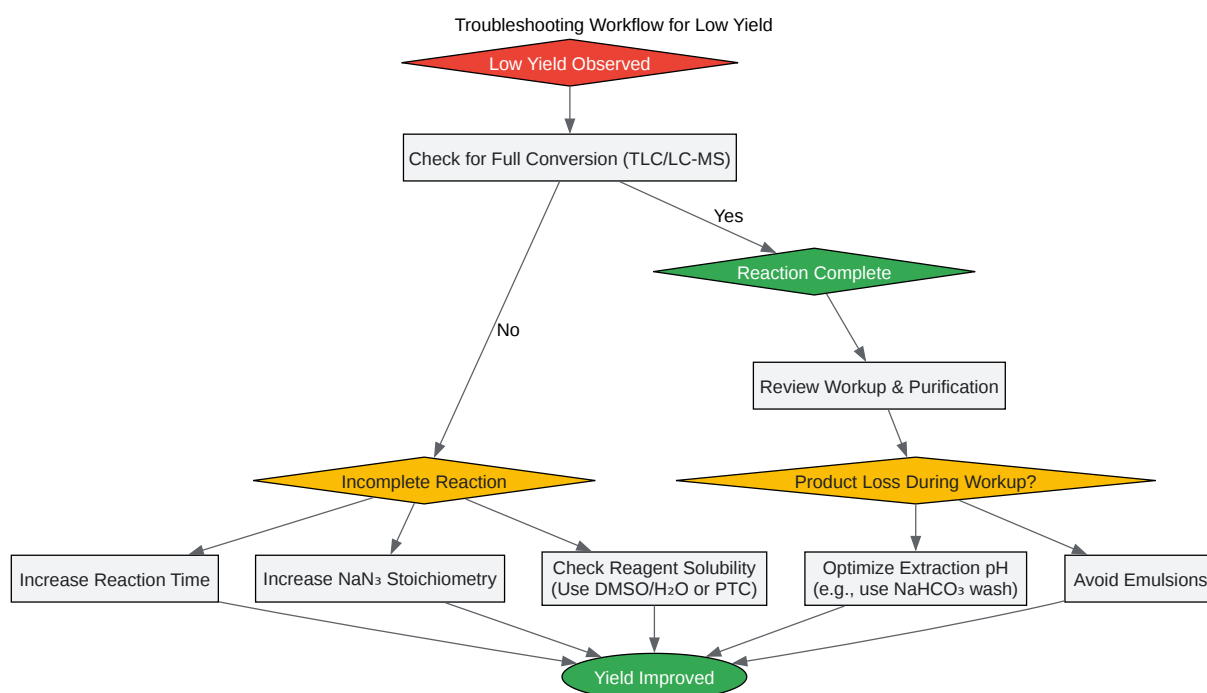 Troubleshooting Workflow for Low Yield
Low Yield Observed
Check for Full Conversion (TLC/LC-MS)
Yes
Reaction Complete
No
Review Workup & Purification
Incomplete Reaction
Product Loss During Workup?
Increase Reaction Time
Increase NaN₃ Stoichiometry
Check Reagent Solubility
(Use DMSO/H₂O or PTC)
Optimize Extraction pH
(e.g., use NaHCO₃ wash)
Avoid Emulsions
Yield Improved